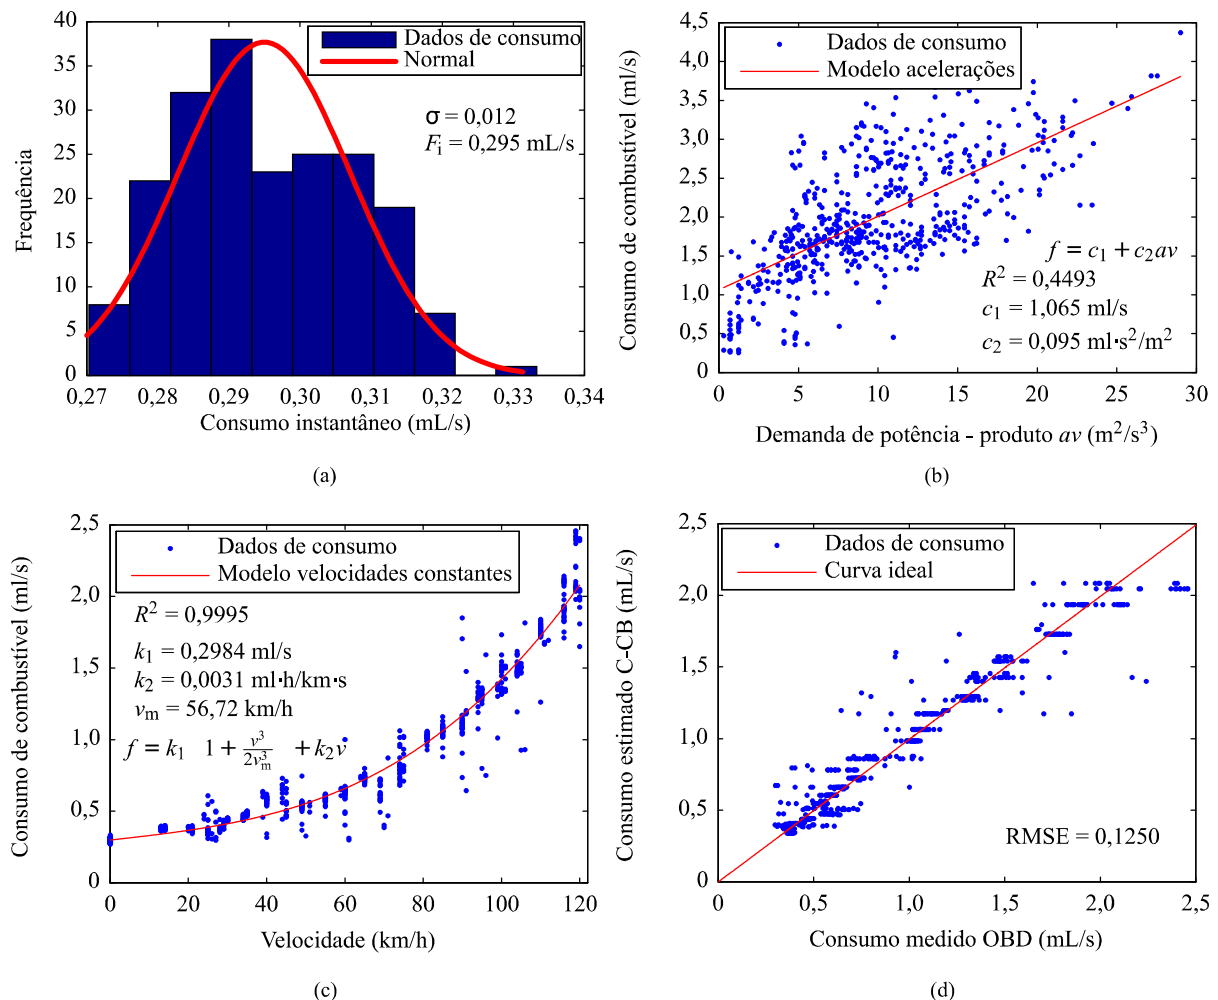 40
35
30
25
20
15
10
5
0
Frequência
Dados de consumo
Normal
σ = 0,012
F_i = 0,295 mL/s
0,27 0,28 0,29 0,30 0,31 0,32 0,33 0,34
Consumo instantâneo (mL/s)
(a)
4,5
4,0
3,5
3,0
2,5
2,0
1,5
1,0
0,5
0
Consumo de combustível (ml/s)
Dados de consumo
Modelo acelerações
f = c₁ + c₂av
R² = 0,4493
c₁ = 1,065 ml/s
c₂ = 0,095 ml·s²/m²
0 5 10 15 20 25 30
Demanda de potência - produto av (m²/s³)
(b)
2,5
2,0
1,5
1,0
0,5
0
Consumo de combustível (ml/s)
Dados de consumo
Modelo velocidades constantes
R² = 0,9995
k₁ = 0,2984 ml/s
k₂ = 0,0031 ml·h/km·s
v_m = 56,72 km/h
f = k₁ 1 + v³/2v_m³ + k₂v
0 20 40 60 80 100 120
Velocidade (km/h)
(c)
2,5
2,0
1,5
1,0
0,5
0
Consumo estimado C-CB (mL/s)
Dados de consumo
Curva ideal
RMSE = 0,1250
0,5 1,0 1,5 2,0 2,5
Consumo medido OBD (mL/s)
(d)